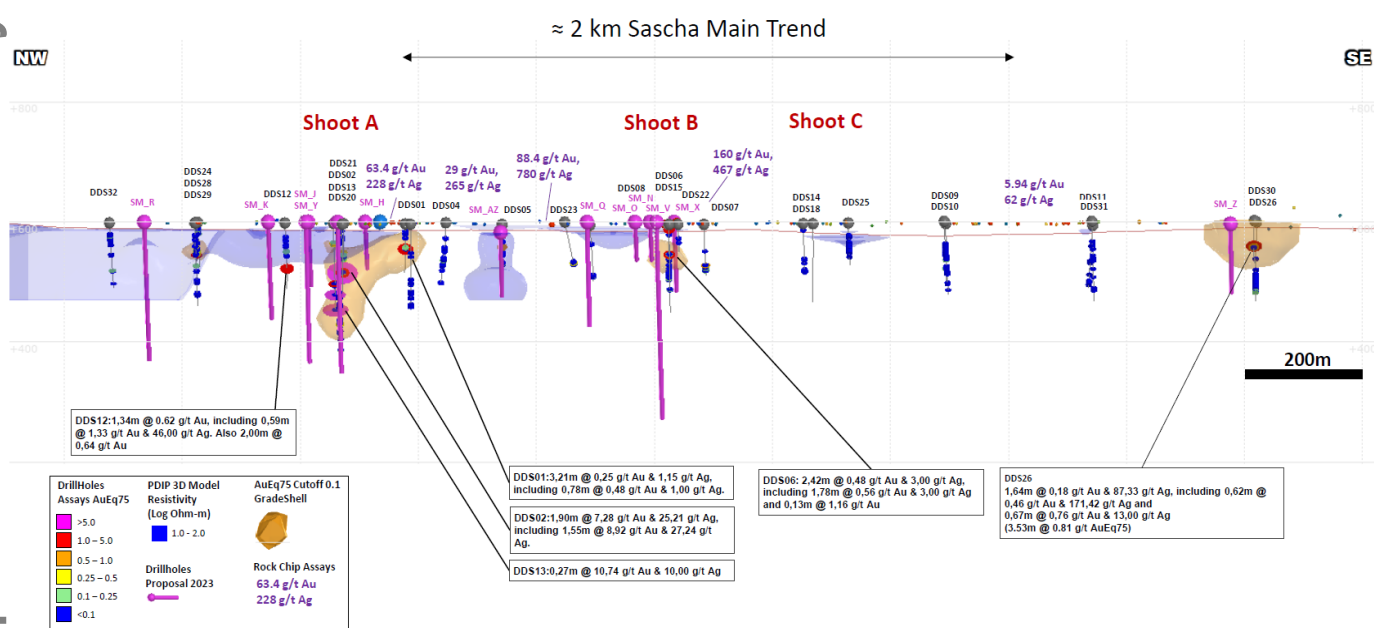 ≈ 2 km Sascha Main Trend
NW
SE
+800
+800
Shoot A
Shoot B
Shoot C
DDS32
SM_R
DDS24
DDS28
DDS29
DDS12
SM_K
SM_J
SM_Y
DDS21
DDS02
DDS13
DDS20
63.4 g/t Au
228 g/t Ag
SM_H
DDS01
DDS04
29 g/t Au,
265 g/t Ag
SM_AZ
DDS05
88.4 g/t Au,
780 g/t Ag
DDS23
SM_Q
DDS08
SM_N
SM_O
DDS06
DDS15
SM_V
SM_X
DDS22
DDS07
160 g/t Au,
467 g/t Ag
DDS14
DDS18
DDS25
DDS09
DDS10
5.94 g/t Au
62 g/t Ag
DDS11
DDS31
SM_Z
DDS30
DDS26
+600
+400
+400
200m
DDS12:1,34m @ 0.62 g/t Au, including 0,59m
@ 1,33 g/t Au & 46,00 g/t Ag. Also 2,00m @
0,64 g/t Au
DDS01:3,21m @ 0,25 g/t Au & 1,15 g/t Ag,
including 0,78m @ 0,48 g/t Au & 1,00 g/t Ag.
DDS02:1,90m @ 7,28 g/t Au & 25,21 g/t Ag,
including 1,55m @ 8,92 g/t Au & 27,24 g/t
Ag.
DDS13:0,27m @ 10,74 g/t Au & 10,00 g/t Ag
DDS06: 2,42m @ 0,48 g/t Au & 3,00 g/t Ag,
including 1,78m @ 0,56 g/t Au & 3,00 g/t Ag
and 0,13m @ 1,16 g/t Au
DDS26
1,64m @ 0,18 g/t Au & 87,33 Ag, including 0,62m @
0,46 g/t Au & 171,42 g/t Ag and
0,67m @ 0,76 g/t Au & 13,00 g/t Ag
(3.53m @ 0.81 g/t AuEq75)
DrillHoles
Assays AuEq75
>5.0
1.0 – 5.0
0.5 – 1.0
0.25 – 0.5
0.1 – 0.25
<0.1
PDIP 3D Model
Resistivity
(Log Ohm-m)
1.0 - 2.0
Drillholes
Proposal 2023
AuEq75 Cutoff 0.1
GradeShell
Rock Chip Assays
63.4 g/t Au
228 g/t Ag